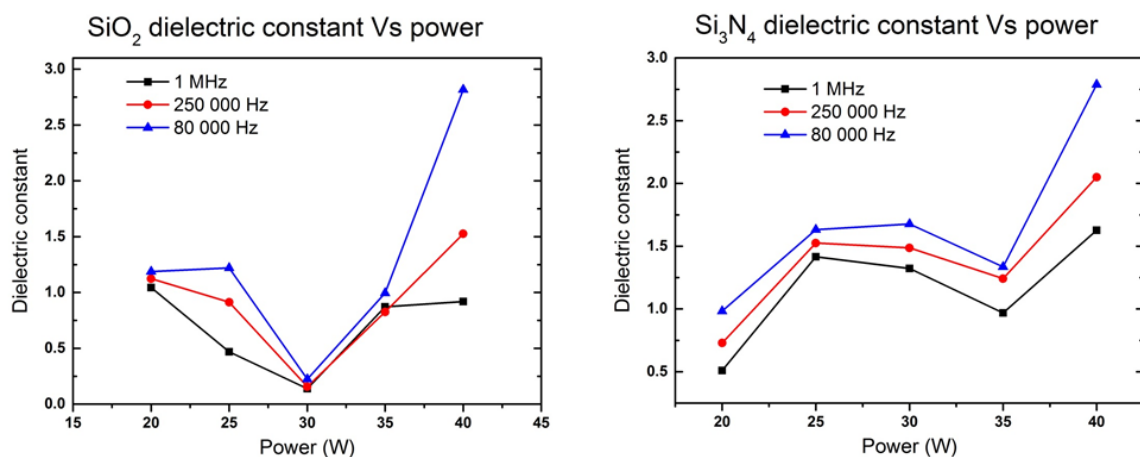 SiO₂ dielectric constant Vs power
3.0
2.5
2.0
1.5
1.0
0.5
0.0
Dielectric constant
1 MHz
250 000 Hz
80 000 Hz
15 20 25 30 35 40 45
Power (W)
Si₃N₄ dielectric constant Vs power
3.0
2.5
2.0
1.5
1.0
0.5
Dielectric constant
1 MHz
250 000 Hz
80 000 Hz
20 25 30 35 40
Power (W)